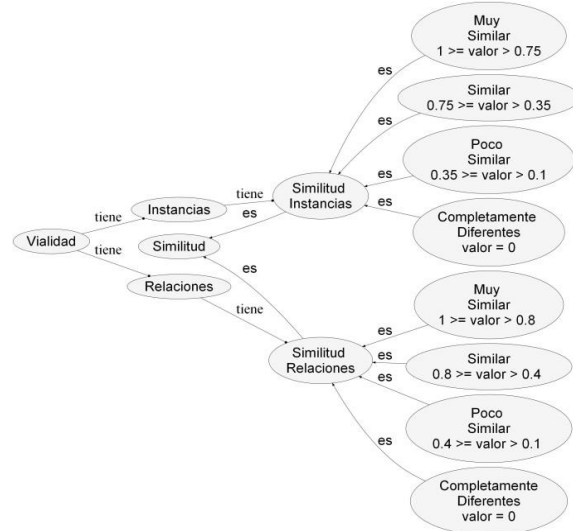 Muy
Similar
1 >= valor > 0.75
es
Similar
0.75 >= valor > 0.35
es
Poco
Similar
0.35 >= valor > 0.1
es
Completamente
Diferentes
valor = 0
es
Similitud
Instancias
tiene
Instancias
tiene
es
Vialidad
Similitud
tiene
Relaciones
es
tiene
Similitud
Relaciones
Muy
Similar
1 >= valor > 0.8
es
Similar
0.8 >= valor > 0.4
es
Poco
Similar
0.4 >= valor > 0.1
es
Completamente
Diferentes
valor = 0
es